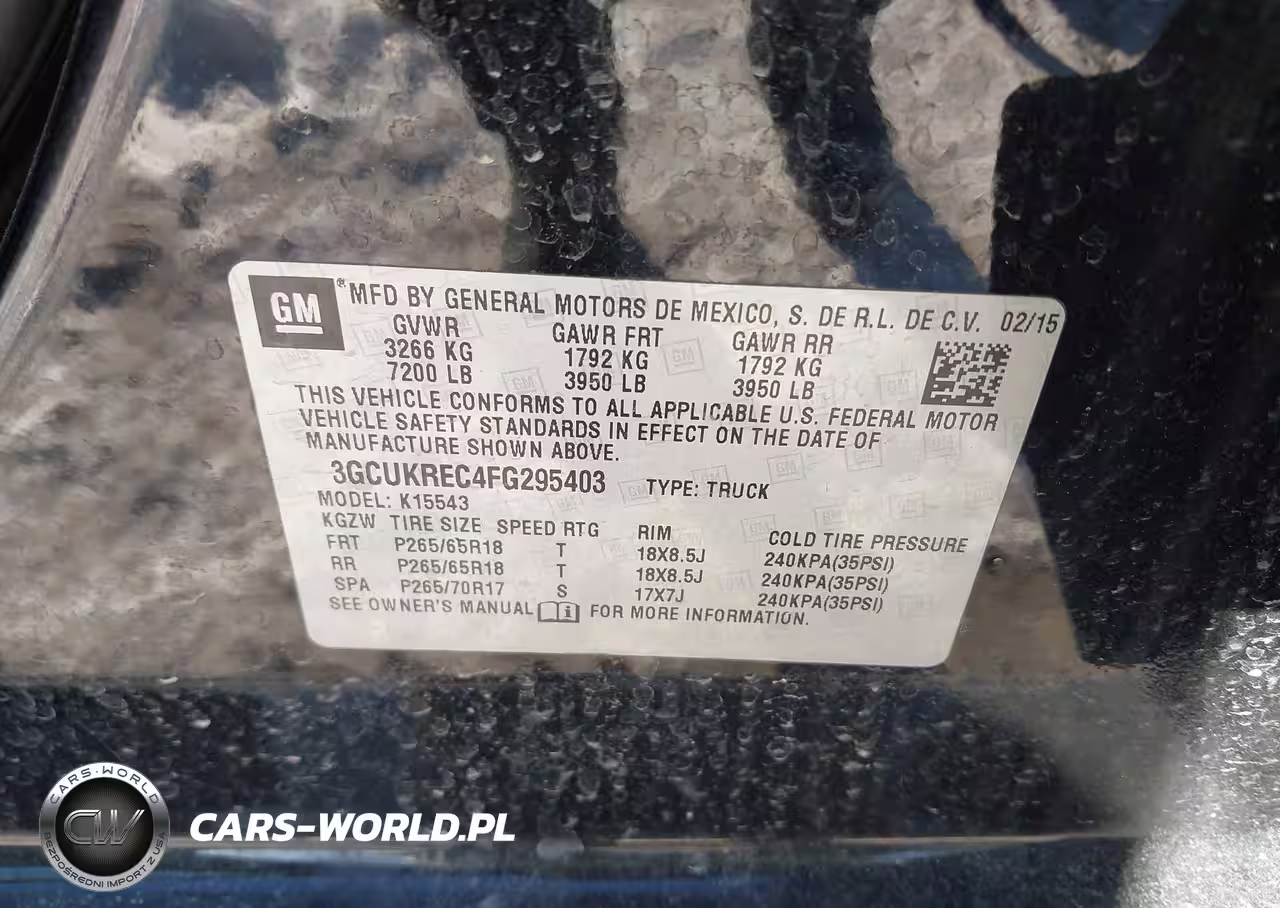 GM ® MFD BY GENERAL MOTORS DE MEXICO, S. DE R.L. DE C.V. 02/15
GVWR GAWR FRT GAWR RR
3266 KG 1792 KG 1792 KG
7200 LB 3950 LB 3950 LB
THIS VEHICLE CONFORMS TO ALL APPLICABLE U.S. FEDERAL MOTOR
VEHICLE SAFETY STANDARDS IN EFFECT ON THE DATE OF
MANUFACTURE SHOWN ABOVE.
3GCUKREC4FG295403 TYPE: TRUCK
MODEL: K15543
KGZW TIRE SIZE SPEED RTG RIM COLD TIRE PRESSURE
FRT P265/65R18 T 18X8.5J 240KPA(35PSI)
RR P265/65R18 T 18X8.5J 240KPA(35PSI)
SPA P265/70R17 S 17X7J 240KPA(35PSI)
SEE OWNER'S MANUAL FOR MORE INFORMATION.
CARS-WORLD
CW
BEZPOŚREDNI IMPORT Z USA
CARS-WORLD.PL